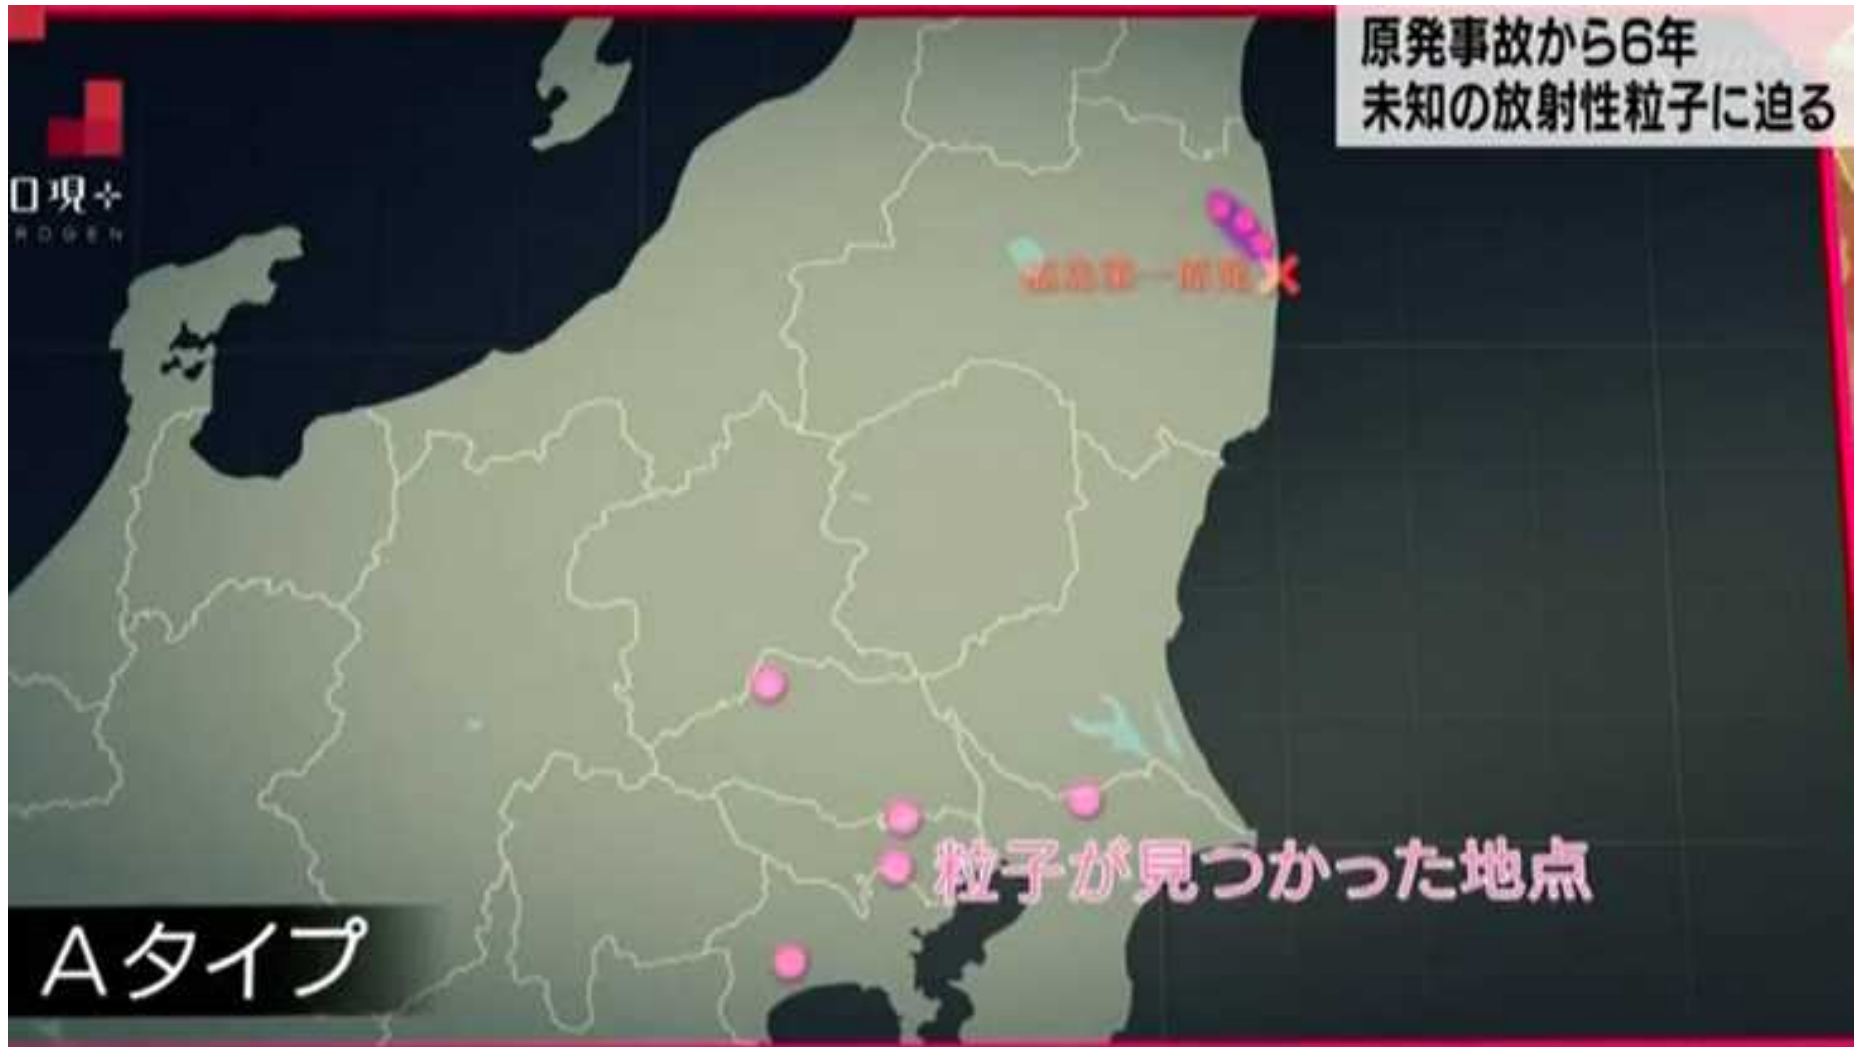 原発事故から6年
未知の放射性粒子に迫る
現+
粒子が見つかった地点
Aタイプ